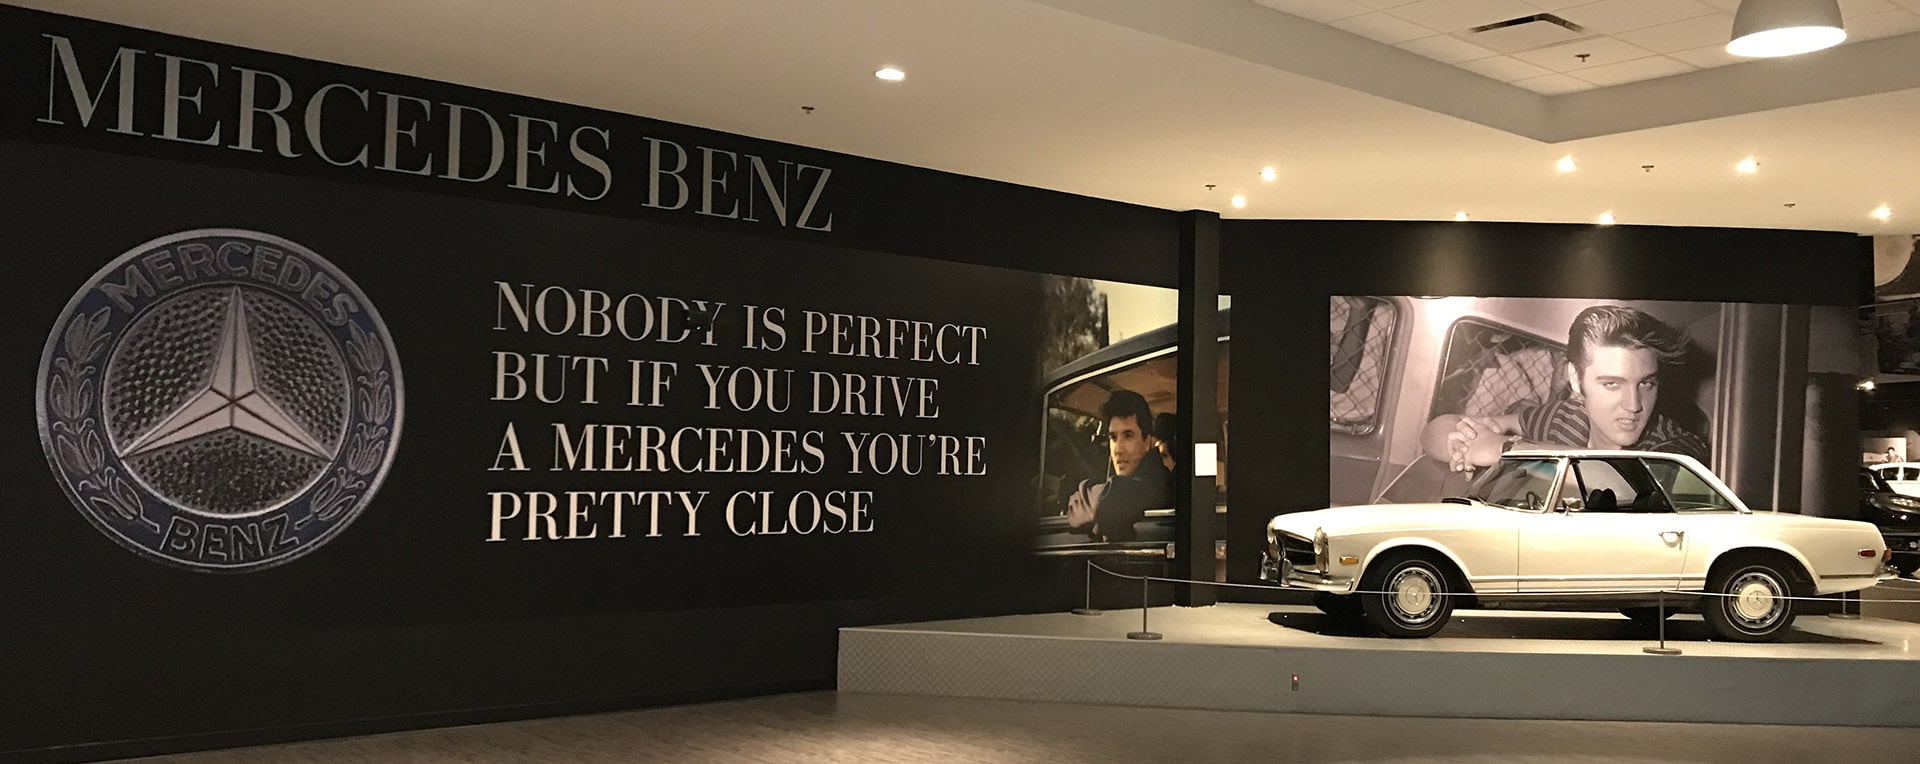 MERCEDES BENZ
MERCEDES
BENZ
NOBODY IS PERFECT
BUT IF YOU DRIVE
A MERCEDES YOU'RE
PRETTY CLOSE